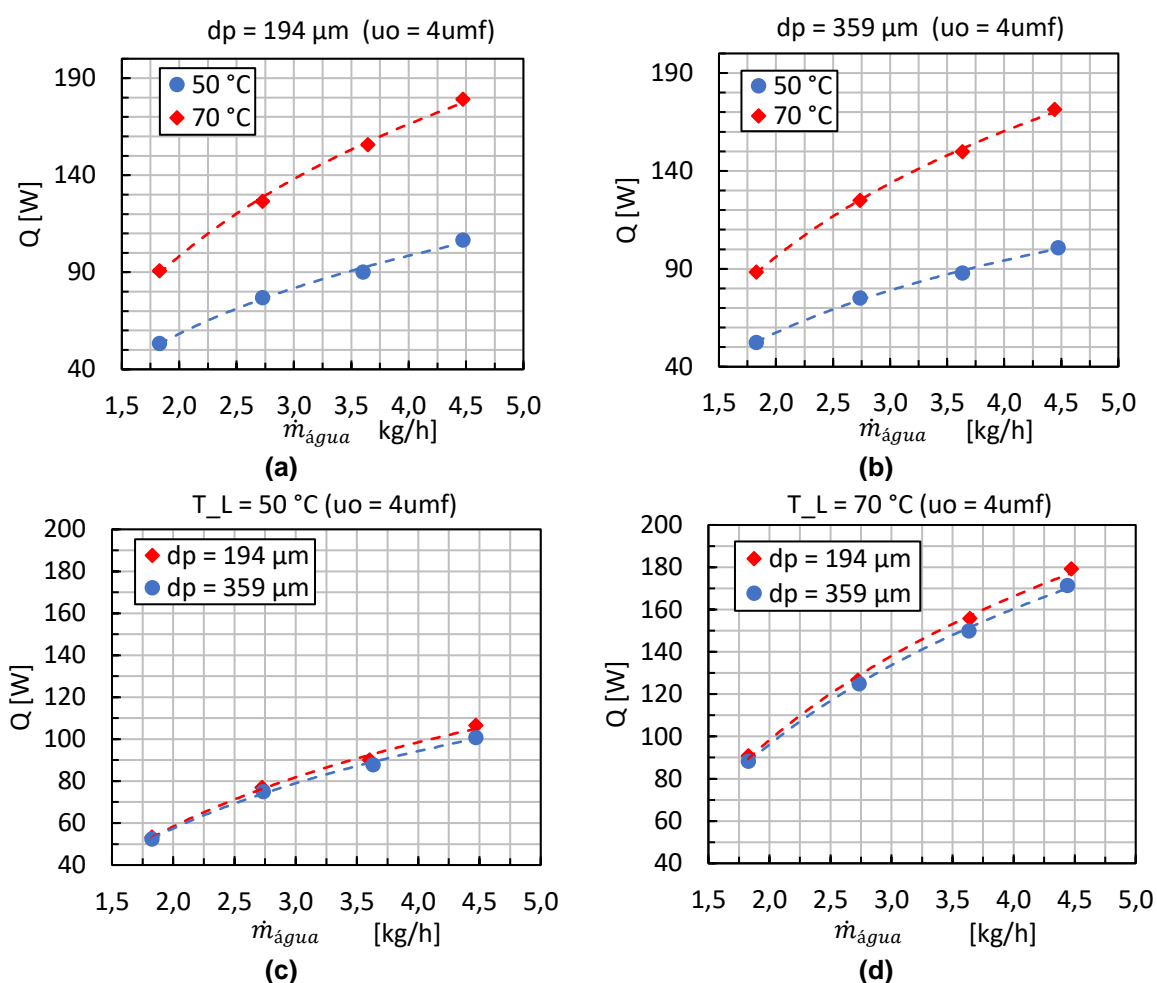 dp = 194 µm (uo = 4umf)
190
140
90
40
Q [W]
50 °C
70 °C
1,5 2,0 2,5 3,0 3,5 4,0 4,5 5,0
ṁágua kg/h]
(a)
dp = 359 µm (uo = 4umf)
190
140
90
40
Q [W]
50 °C
70 °C
1,5 2,0 2,5 3,0 3,5 4,0 4,5 5,0
ṁágua [kg/h]
(b)
T_L = 50 °C (uo = 4umf)
200
180
160
140
120
100
80
60
40
Q [W]
dp = 194 µm
dp = 359 µm
1,5 2,0 2,5 3,0 3,5 4,0 4,5 5,0
ṁágua [kg/h]
(c)
T_L = 70 °C (uo = 4umf)
200
180
160
140
120
100
80
60
40
Q [W]
dp = 194 µm
dp = 359 µm
1,5 2,0 2,5 3,0 3,5 4,0 4,5 5,0
ṁágua [kg/h]
(d)